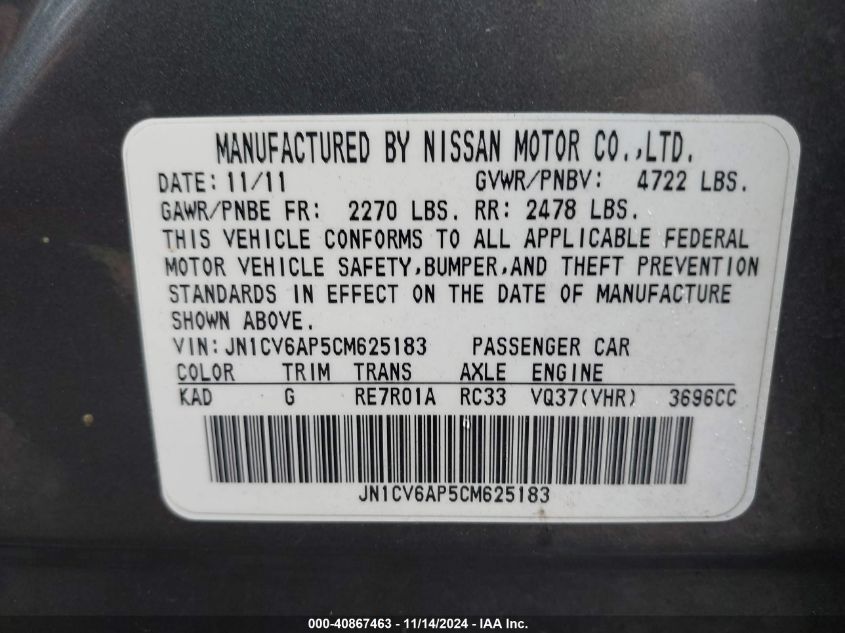 MANUFACTURED BY NISSAN MOTOR CO.,LTD.
DATE: 11/11 GVWR/PNBV: 4722 LBS.
GAWR/PNBE FR: 2270 LBS. RR: 2478 LBS.
THIS VEHICLE CONFORMS TO ALL APPLICABLE FEDERAL
MOTOR VEHICLE SAFETY,BUMPER,AND THEFT PREVENTION
STANDARDS IN EFFECT ON THE DATE OF MANUFACTURE
SHOWN ABOVE.
VIN: JN1CV6AP5CM625183 PASSENGER CAR
COLOR TRIM TRANS AXLE ENGINE
KAD G RE7R01A RC33 VQ37(VHR) 3696CC
JN1CV6AP5CM625183
000-40867463 - 11/14/2024 - IAA Inc.